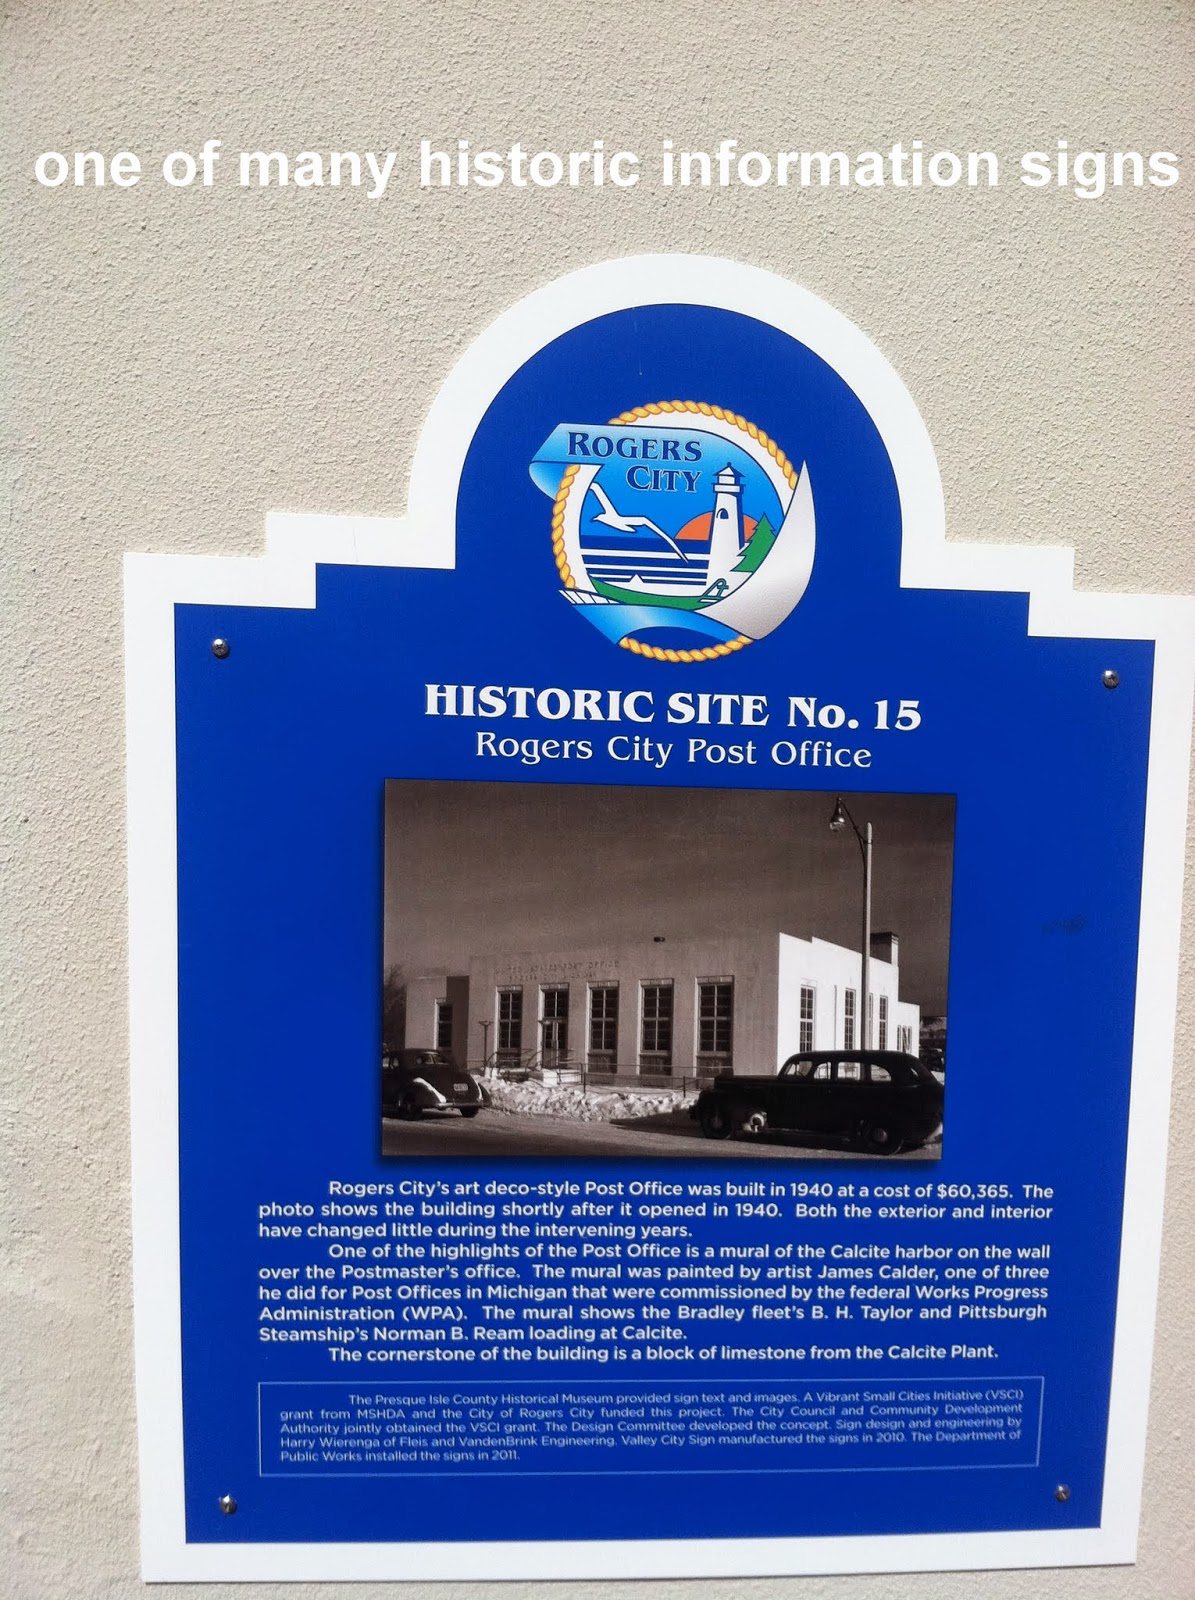 one of many historic information signs
ROGERS
CITY
HISTORIC SITE No. 15
Rogers City Post Office
Rogers City's art deco-style Post Office was built in 1940 at a cost of $60,365. The
photo shows the building shortly after it opened in 1940. Both the exterior and interior
have changed little during the intervening years.
One of the highlights of the Post Office is a mural of the Calcite harbor on the wall
over the Postmaster's office. The mural was painted by artist James Calder, one of three
he did for Post Offices in Michigan that were commissioned by the federal Works Progress
Administration (WPA). The mural shows the Bradley fleet's B. H. Taylor and Pittsburgh
Steamship's Norman B. Ream loading at Calcite.
The cornerstone of the building is a block of limestone from the Calcite Plant.
The Presque Isle County Historical Museum provided sign text and images. A Vibrant Small Cities Initiative (VSCI)
grant from MSHDA and the City of Rogers City funded this project. The City Council and Community Development
Authority jointly obtained the VSCI grant. The Design Committee developed the concept. Sign design and engineering by
Harry Wierenga of Fleis and VandenBrink Engineering. Valley City Sign manufactured the signs in 2010. The Department of
Public Works installed the signs in 2011.